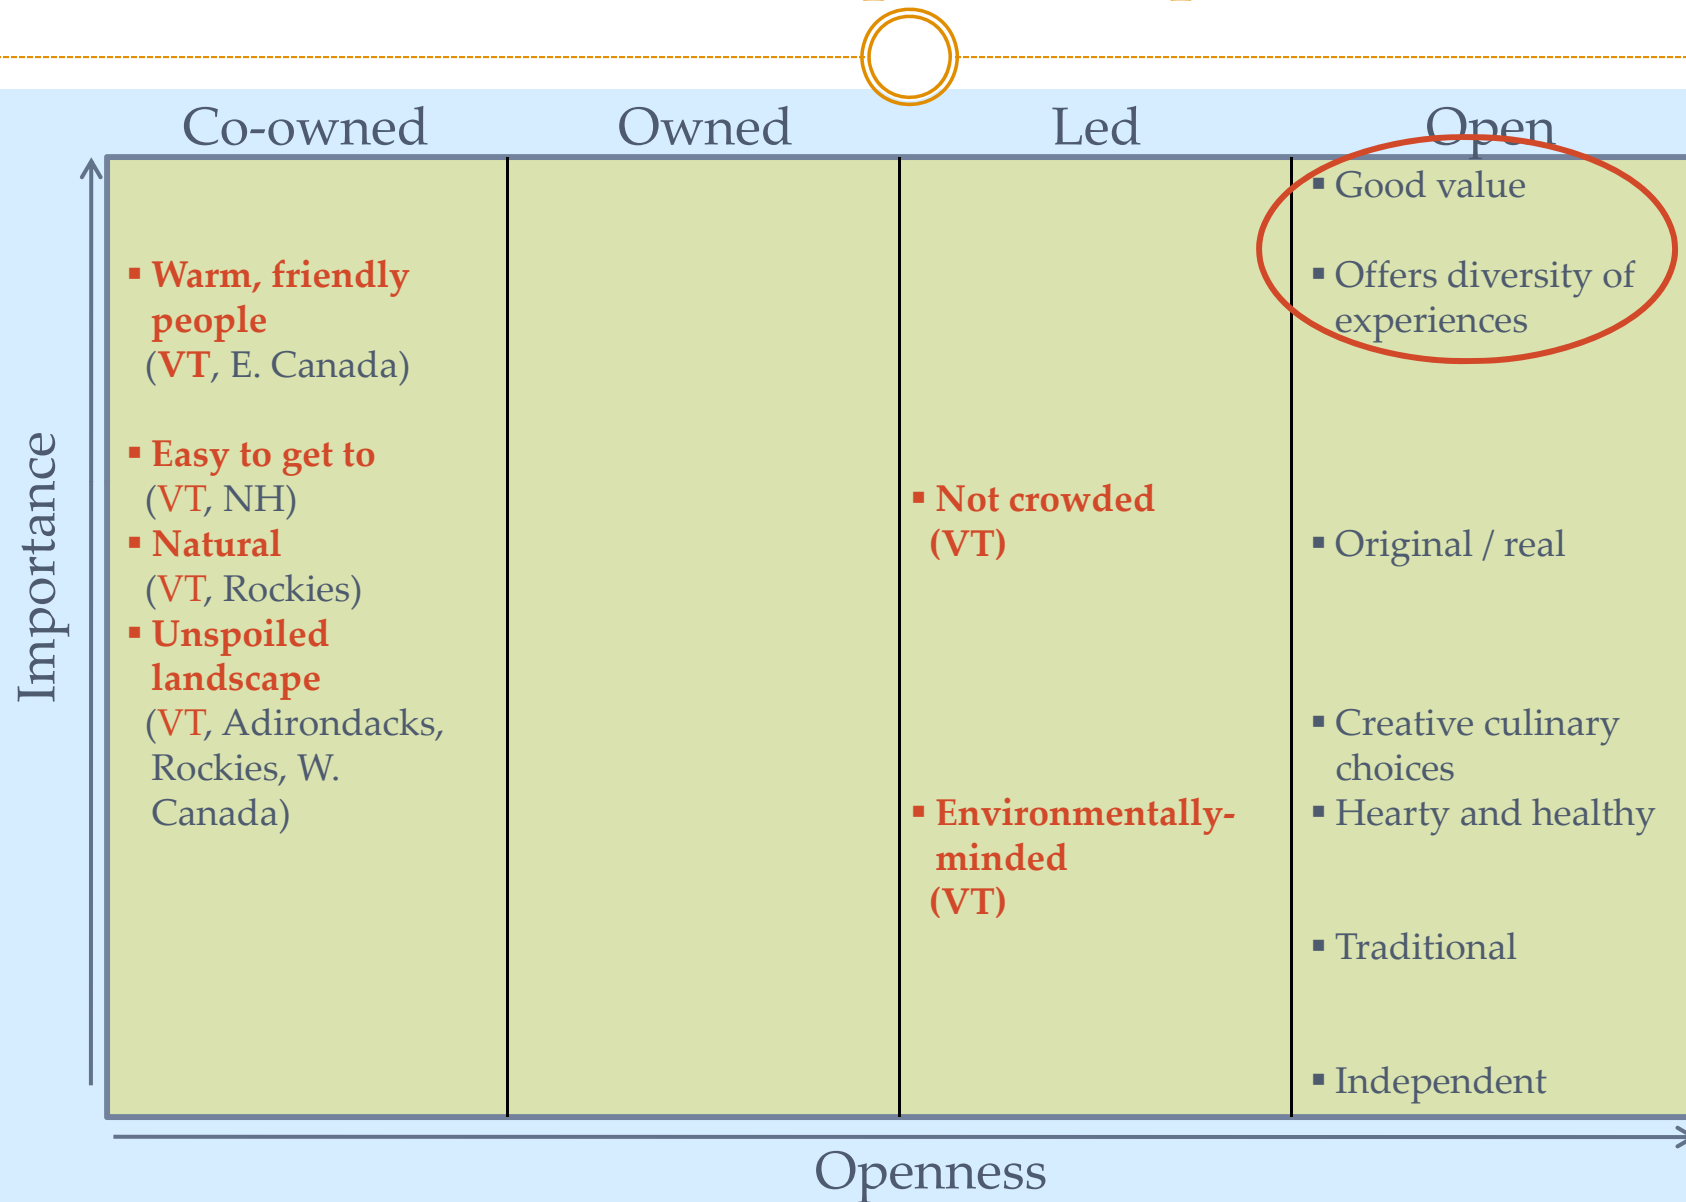 Co-owned
Owned
Led
Open
Importance
▪ Warm, friendly
people
(VT, E. Canada)
▪ Easy to get to
(VT, NH)
▪ Natural
(VT, Rockies)
▪ Unspoiled
landscape
(VT, Adirondacks,
Rockies, W.
Canada)
▪ Not crowded
(VT)
▪ Environmentally-
minded
(VT)
▪ Good value
▪ Offers diversity of
experiences
▪ Original / real
▪ Creative culinary
choices
▪ Hearty and healthy
▪ Traditional
▪ Independent
Openness